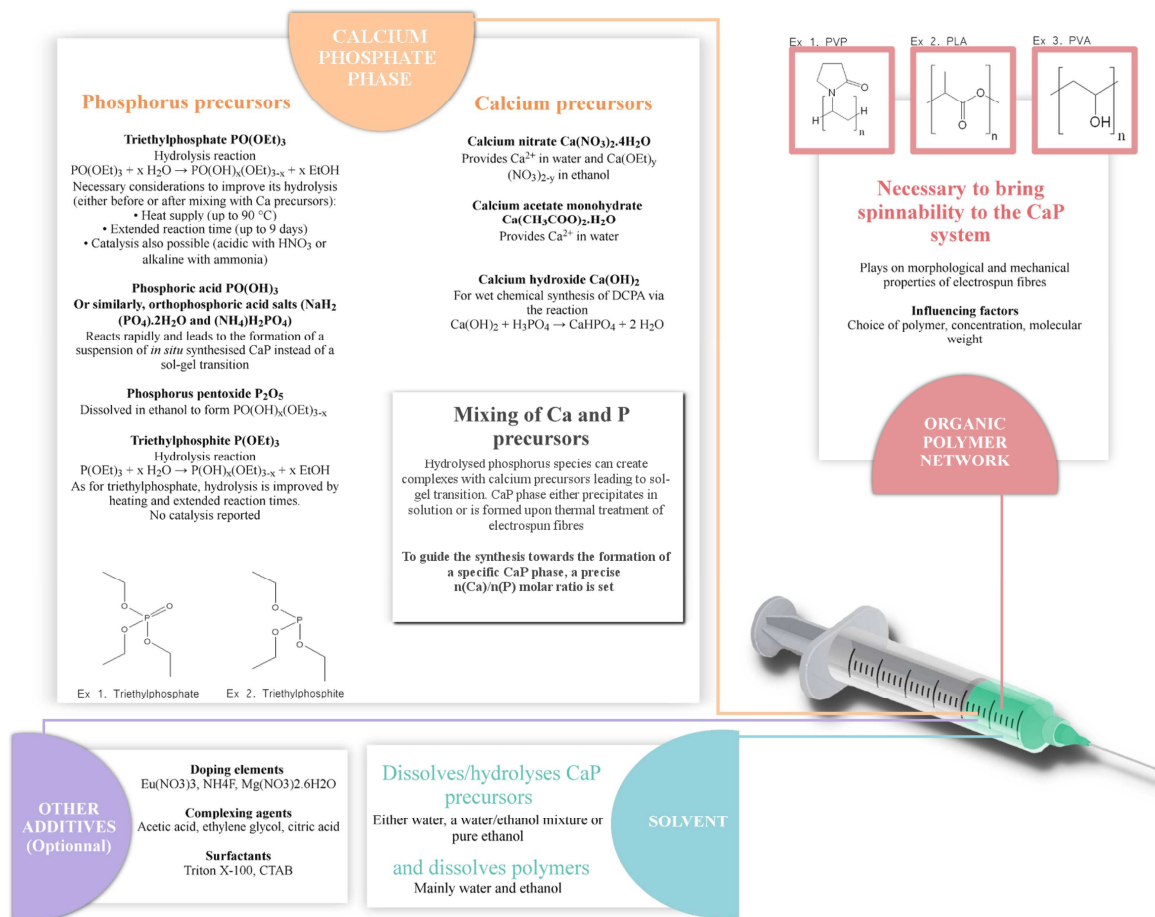 CALCIUM
PHOSPHATE
PHASE
Phosphorus precursors
Triethylphosphate PO(OEt)₃
Hydrolysis reaction
PO(OEt)₃ + x H₂O → PO(OH)ₓ(OEt)₃₋ₓ + x EtOH
Necessary considerations to improve its hydrolysis
(either before or after mixing with Ca precursors):
• Heat supply (up to 90 °C)
• Extended reaction time (up to 9 days)
• Catalysis also possible (acidic with HNO₃ or
alkaline with ammonia)
Phosphoric acid PO(OH)₃
Or similarly, orthophosphoric acid salts (NaH₂
(PO₄).2H₂O and (NH₄)H₂PO₄)
Reacts rapidly and leads to the formation of a
suspension of in situ synthesised CaP instead of a
sol-gel transition
Phosphorus pentoxide P₂O₅
Dissolved in ethanol to form PO(OH)ₓ(OEt)₃₋ₓ
Triethylphosphite P(OEt)₃
Hydrolysis reaction
P(OEt)₃ + x H₂O → P(OH)ₓ(OEt)₃₋ₓ + x EtOH
As for triethylphosphate, hydrolysis is improved by
heating and extended reaction times.
No catalysis reported
O
O
P
O
O
Ex 1. Triethylphosphate
O
P
O
O
Ex 2. Triethylphosphite
Calcium precursors
Calcium nitrate Ca(NO₃)₂.4H₂O
Provides Ca²⁺ in water and Ca(OEt)y
(NO₃)₂₋y in ethanol
Calcium acetate monohydrate
Ca(CH₃COO)₂.H₂O
Provides Ca²⁺ in water
Calcium hydroxide Ca(OH)₂
For wet chemical synthesis of DCPA via
the reaction
Ca(OH)₂ + H₃PO₄ → CaHPO₄ + 2 H₂O
Mixing of Ca and P
precursors
Hydrolysed phosphorus species can create
complexes with calcium precursors leading to sol-
gel transition. CaP phase either precipitates in
solution or is formed upon thermal treatment of
electrospun fibres
To guide the synthesis towards the formation of
a specific CaP phase, a precise
n(Ca)/n(P) molar ratio is set
Ex 1. PVP
N
O
H
H
n
Ex 2. PLA
O
O
n
Ex 3. PVA
OH
n
Necessary to bring
spinnability to the CaP
system
Plays on morphological and mechanical
properties of electrospun fibres
Influencing factors
Choice of polymer, concentration, molecular
weight
ORGANIC
POLYMER
NETWORK
OTHER
ADDITIVES
(Optionnal)
Doping elements
Eu(NO3)3, NH4F, Mg(NO3)2.6H2O
Complexing agents
Acetic acid, ethylene glycol, citric acid
Surfactants
Triton X-100, CTAB
Dissolves/hydrolyses CaP
precursors
Either water, a water/ethanol mixture or
pure ethanol
and dissolves polymers
Mainly water and ethanol
SOLVENT